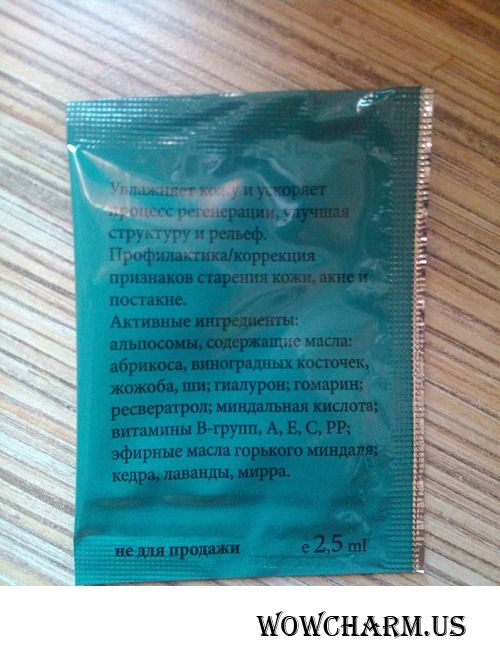 Увлажняет кожу и ускоряет
процесс регенерации, улучшая
структуру и рельеф.
Профилактика/коррекция
признаков старения кожи, акне и
постакне.
Активные ингредиенты:
альпосомы, содержащие масла:
абрикоса, виноградных косточек,
жожоба, ши; гиалурон; гомарин;
ресвератрол; миндальная кислота;
витамины В-групп, А, Е, С, РР;
эфирные масла горького миндаля;
кедра, лаванды, мирра.
не для продажи е 2,5 ml
WOWCHARM.US